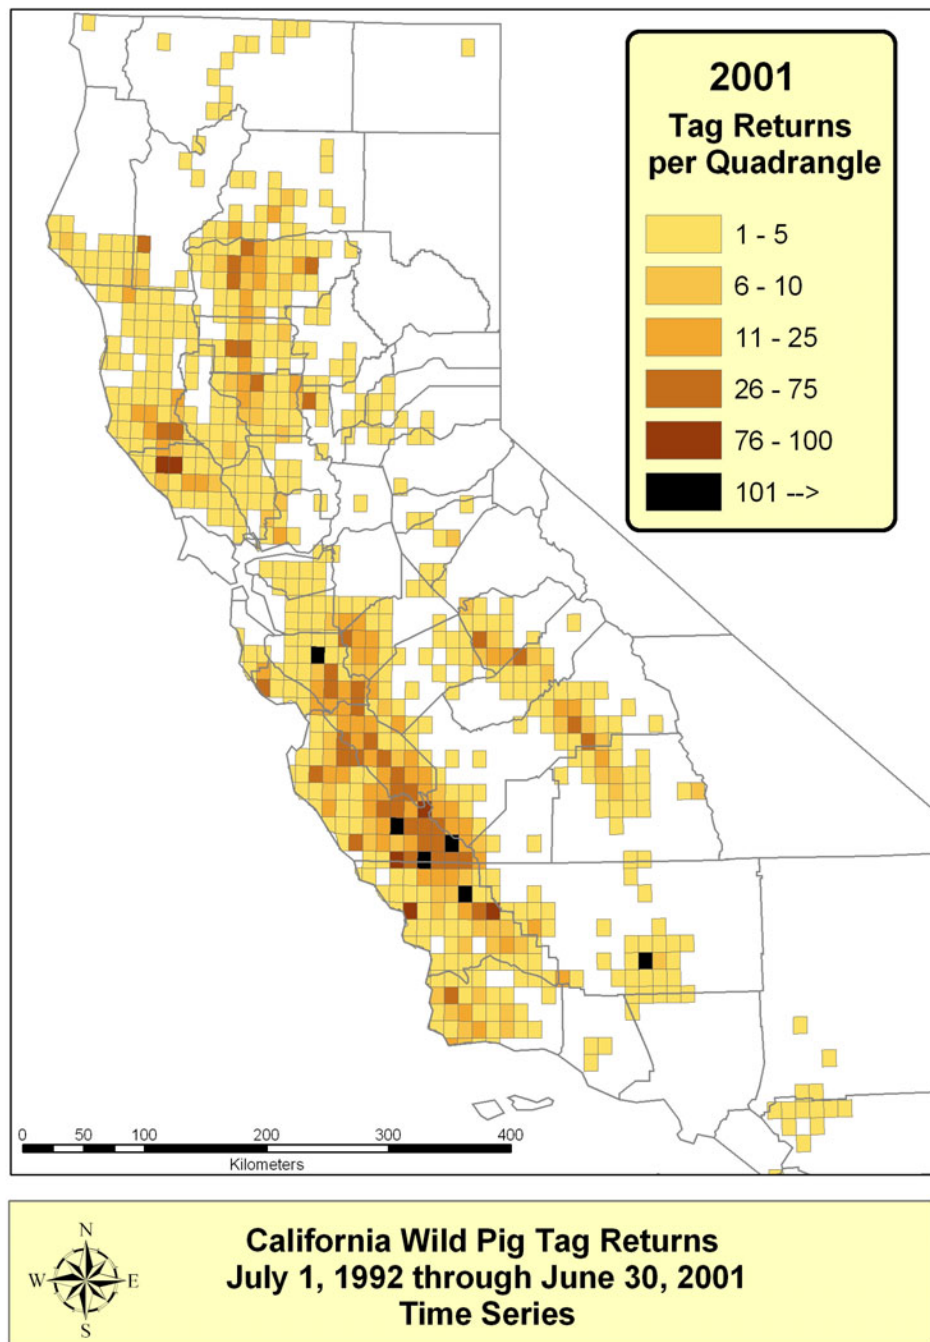 2001
Tag Returns
per Quadrangle
1 - 5
6 - 10
11 - 25
26 - 75
76 - 100
101 -->
0 50 100 200 300 400
Kilometers
N
W E
S
California Wild Pig Tag Returns
July 1, 1992 through June 30, 2001
Time Series